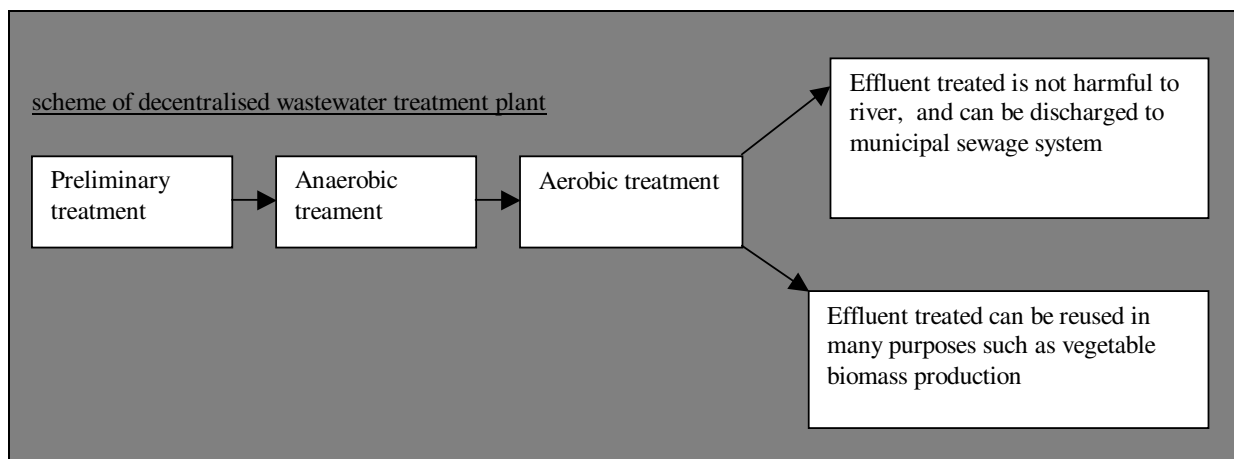 scheme of decentralised wastewater treatment plant
Preliminary
treatment
Anaerobic
treament
Aerobic treatment
Effluent treated is not harmful to
river, and can be discharged to
municipal sewage system
Effluent treated can be reused in
many purposes such as vegetable
biomass production